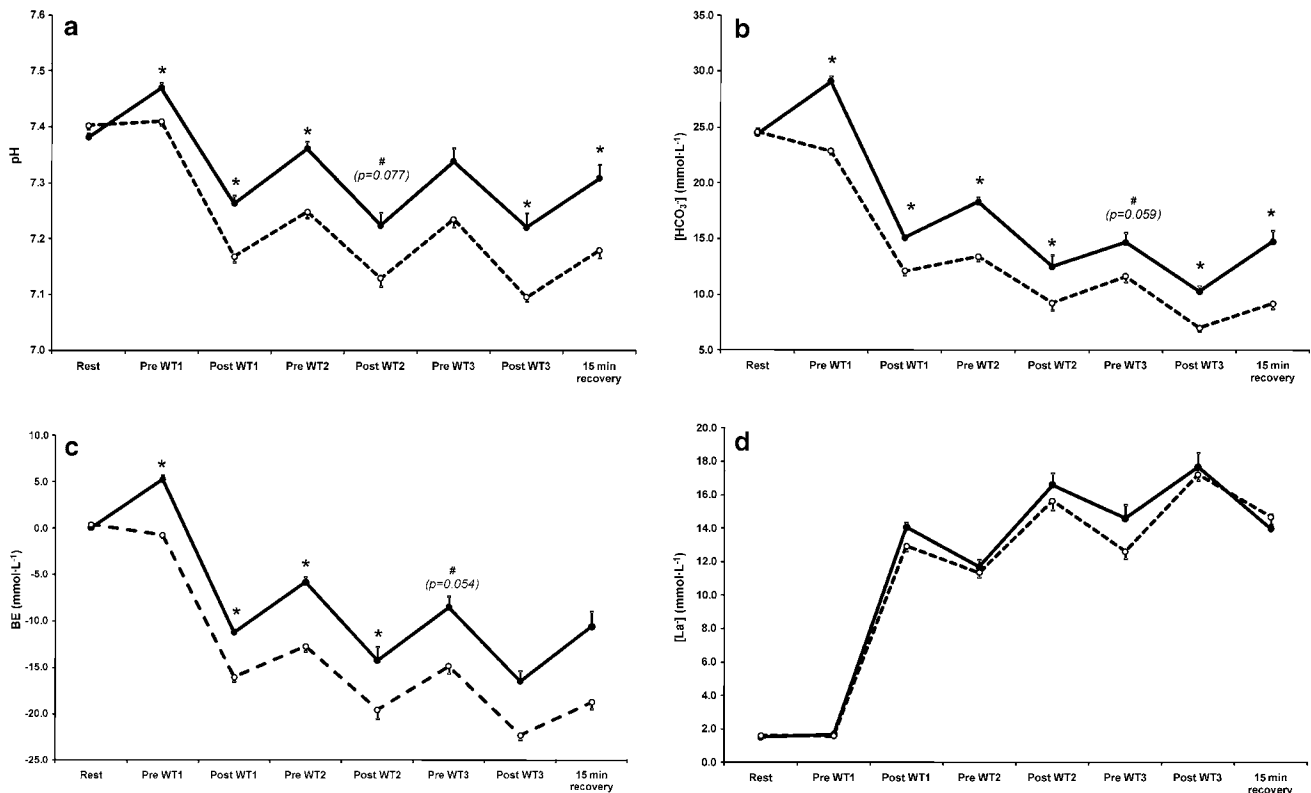 a
7.6
7.5
7.4
7.3
7.2
7.1
7.0
pH
*
*
*
#
(p=0.077)
*
*
Rest
Pre WT1
Post WT1
Pre WT2
Post WT2
Pre WT3
Post WT3
15 min
recovery
b
35.0
30.0
25.0
20.0
15.0
10.0
5.0
[HCO3-] (mmol·L-1)
*
*
*
*
#
(p=0.059)
*
*
Rest
Pre WT1
Post WT1
Pre WT2
Post WT2
Pre WT3
Post WT3
15 min
recovery
c
10.0
5.0
0.0
-5.0
-10.0
-15.0
-20.0
-25.0
BE (mmol·L-1)
*
*
*
*
#
(p=0.054)
Rest
Pre WT1
Post WT1
Pre WT2
Post WT2
Pre WT3
Post WT3
15 min
recovery
d
20.0
18.0
16.0
14.0
12.0
10.0
8.0
6.0
4.0
2.0
0.0
[La-] (mmol·L-1)
Rest
Pre WT1
Post WT1
Pre WT2
Post WT2
Pre WT3
Post WT3
15 min
recovery